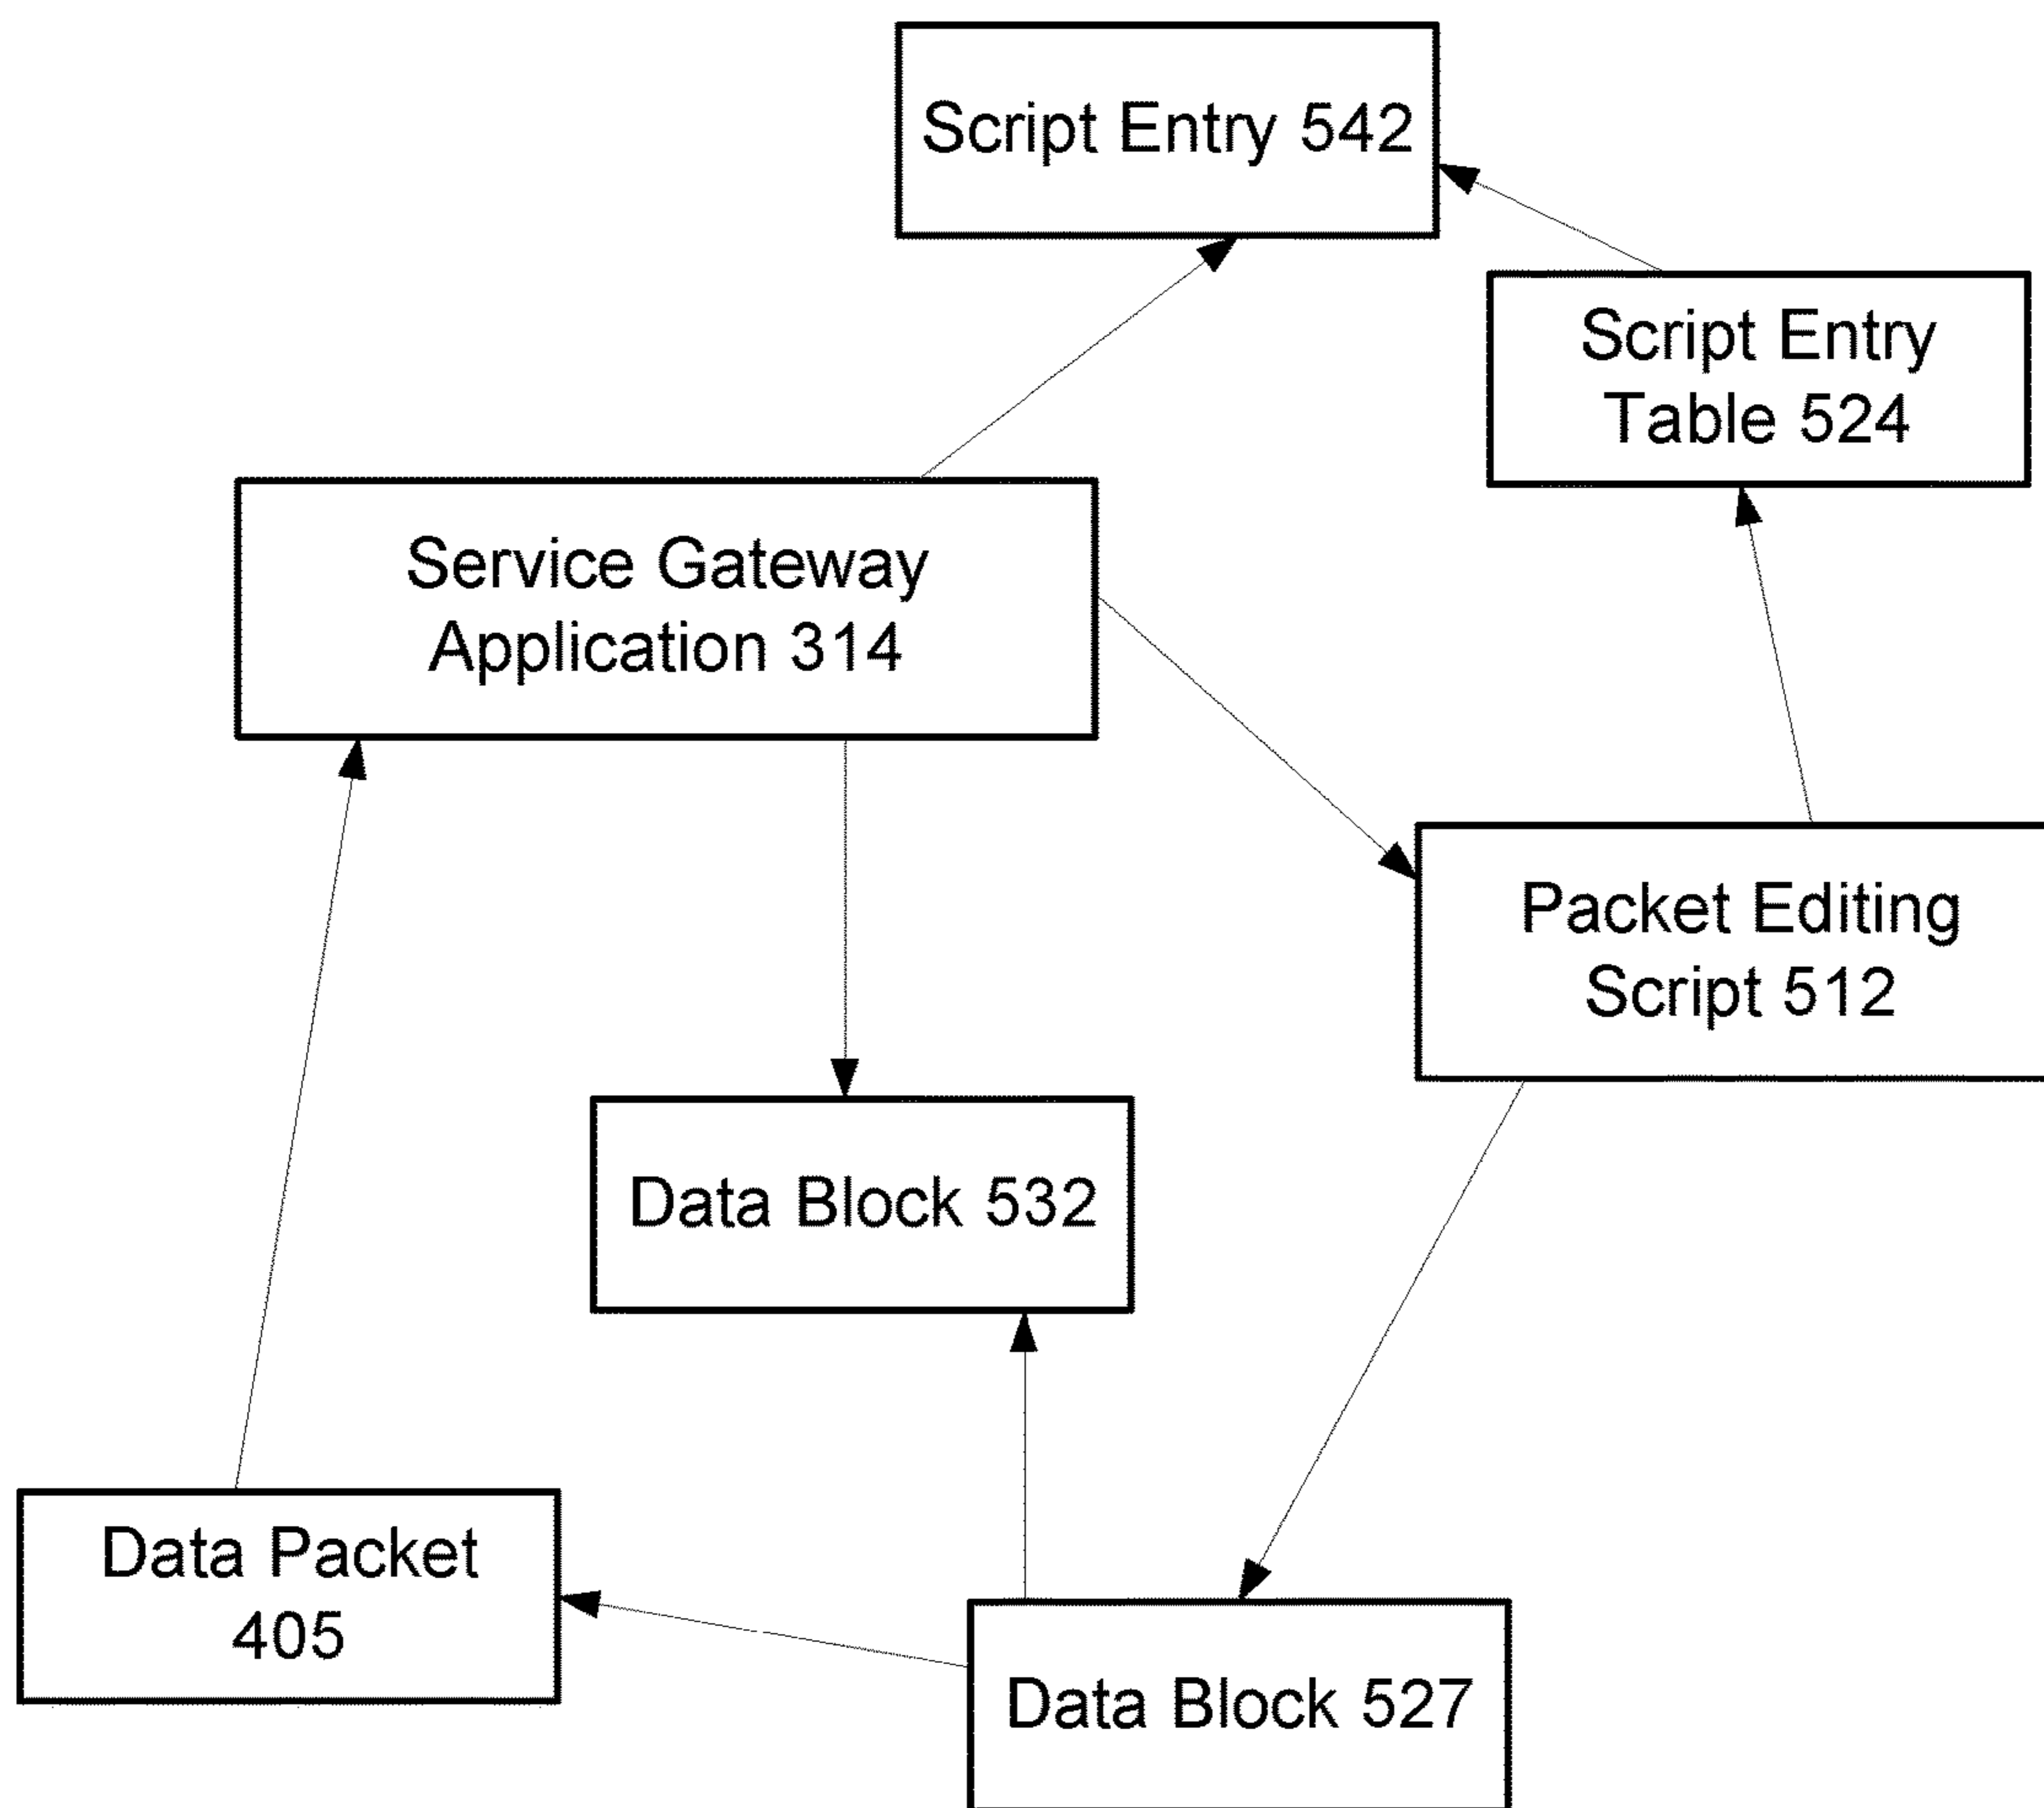 Script Entry 542
Script Entry
Table 524
Service Gateway
Application 314
Packet Editing
Script 512
Data Block 532
Data Packet
405
Data Block 527